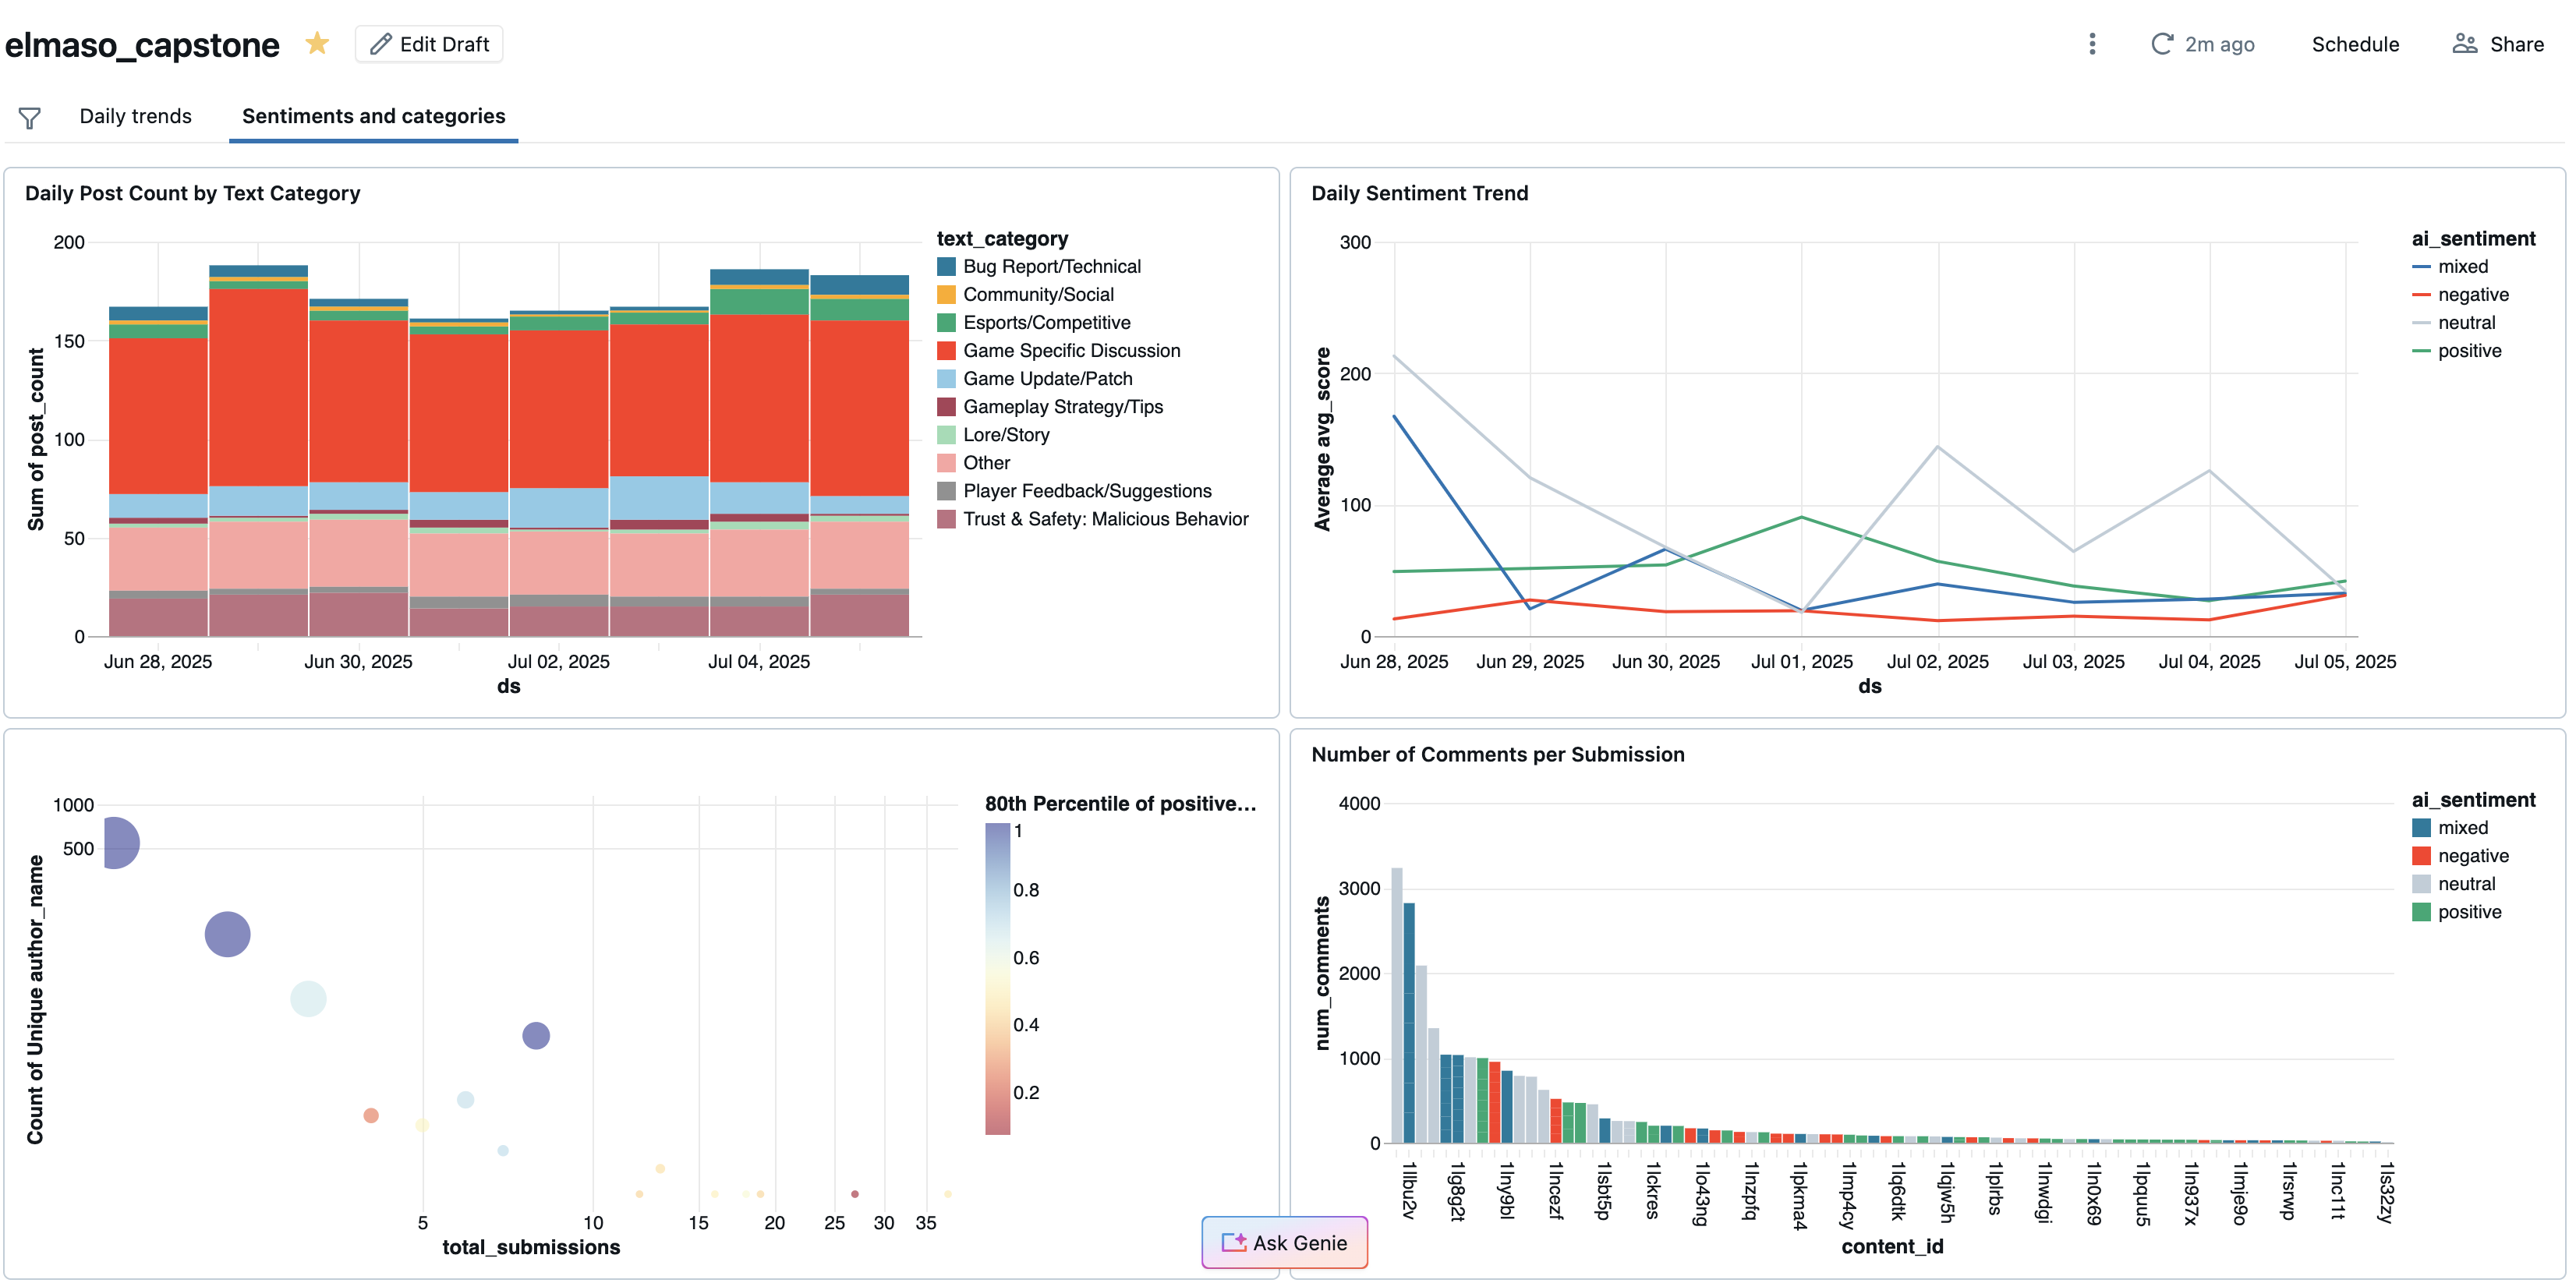 elmaso_capstone
Edit Draft
2m ago
Schedule
Share
Daily trends
Sentiments and categories
Daily Post Count by Text Category
Sum of post_count
200
150
100
50
0
Jun 28, 2025
Jun 30, 2025
Jul 02, 2025
Jul 04, 2025
ds
text_category
Bug Report/Technical
Community/Social
Esports/Competitive
Game Specific Discussion
Game Update/Patch
Gameplay Strategy/Tips
Lore/Story
Other
Player Feedback/Suggestions
Trust & Safety: Malicious Behavior
Daily Sentiment Trend
Average avg_score
300
200
100
0
Jun 28, 2025
Jun 29, 2025
Jun 30, 2025
Jul 01, 2025
Jul 02, 2025
Jul 03, 2025
Jul 04, 2025
Jul 05, 2025
ds
ai_sentiment
mixed
negative
neutral
positive
Count of Unique author_name
1000
500
5
10
15
20
25
30
35
total_submissions
80th Percentile of positive…
1
0.8
0.6
0.4
0.2
Number of Comments per Submission
num_comments
4000
3000
2000
1000
0
1lny9bl
1lncezf
1lsbt5p
1lckres
1lo43ng
1lnzpfq
1lpkma4
1lmp4cy
1lq6dtk
1lqjw5h
1lplrbs
1lnwdgi
1ln0x69
1lpquu5
1ln937x
1lmje9o
1lrsrwp
1lnc11t
1ls32zy
content_id
ai_sentiment
mixed
negative
neutral
positive
Ask Genie